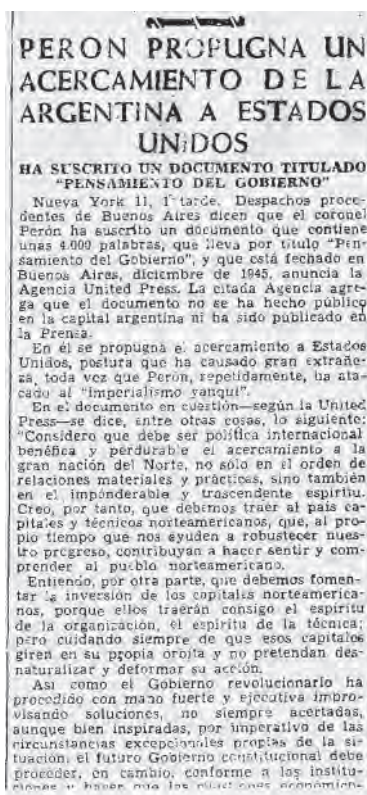 PERON PROPUGNA UN
ACERCAMIENTO DE LA
ARGENTINA A ESTADOS
UNIDOS
HA SUSCRITO UN DOCUMENTO TITULADO
"PENSAMIENTO DEL GOBIERNO"
Nueva York 11, 1 tarde. Despachos proce-
dentes de Buenos Aires dicen que el coronel
Perón ha suscrito un documento que contiene
unas 4.000 palabras, que lleva por título "Pen-
samiento del Gobierno", y que está fechado en
Buenos Aires, diciembre de 1945, anuncia la
Agencia United Press. La citada Agencia agre-
ga que el documento no se ha hecho público
en la capital argentina ni ha sido publicado en
la Prensa.
En él se propugna el acercamiento a Estados
Unidos, postura que ha causado gran extrañe-
za, toda vez que Perón, repetidamente, ha ata-
cado al "imperialismo yanqui".
En el documento en cuestión—según la United
Press—se dice, entre otras cosas, lo siguiente:
"Considero que debe ser política internacional
benéfica y perdurable el acercamiento a la
gran nación del Norte, no sólo en el orden de
relaciones materiales y prácticas, sino también
en el imponderable y trascendente espíritu.
Creo, por tanto, que debemos traer al país ca-
pitales y técnicos norteamericanos, que, al pro-
pio tiempo que nos ayuden a robustecer nues-
tro progreso, contribuyan a hacer sentir y com-
prender al pueblo norteamericano.
Entiendo, por otra parte, que debemos fomen-
tar la inversión de los capitales norteamerica-
nos, porque ellos traerán consigo el espíritu
de la organización, el espíritu de la técnica;
pero cuidando siempre de que esos capitales
giren en su propia órbita y no pretendan des-
naturalizar y deformar su acción.
Así como el Gobierno revolucionario ha
procedido con mano fuerte y ejecutiva impro-
visando soluciones, no siempre acertadas,
aunque bien inspiradas, por imperativo de las
circunstancias excepcionales propias de la si-
tuación, el futuro Gobierno constitucional debe
proceder, en cambio, conforme a las institu-
ciones y hacer que las